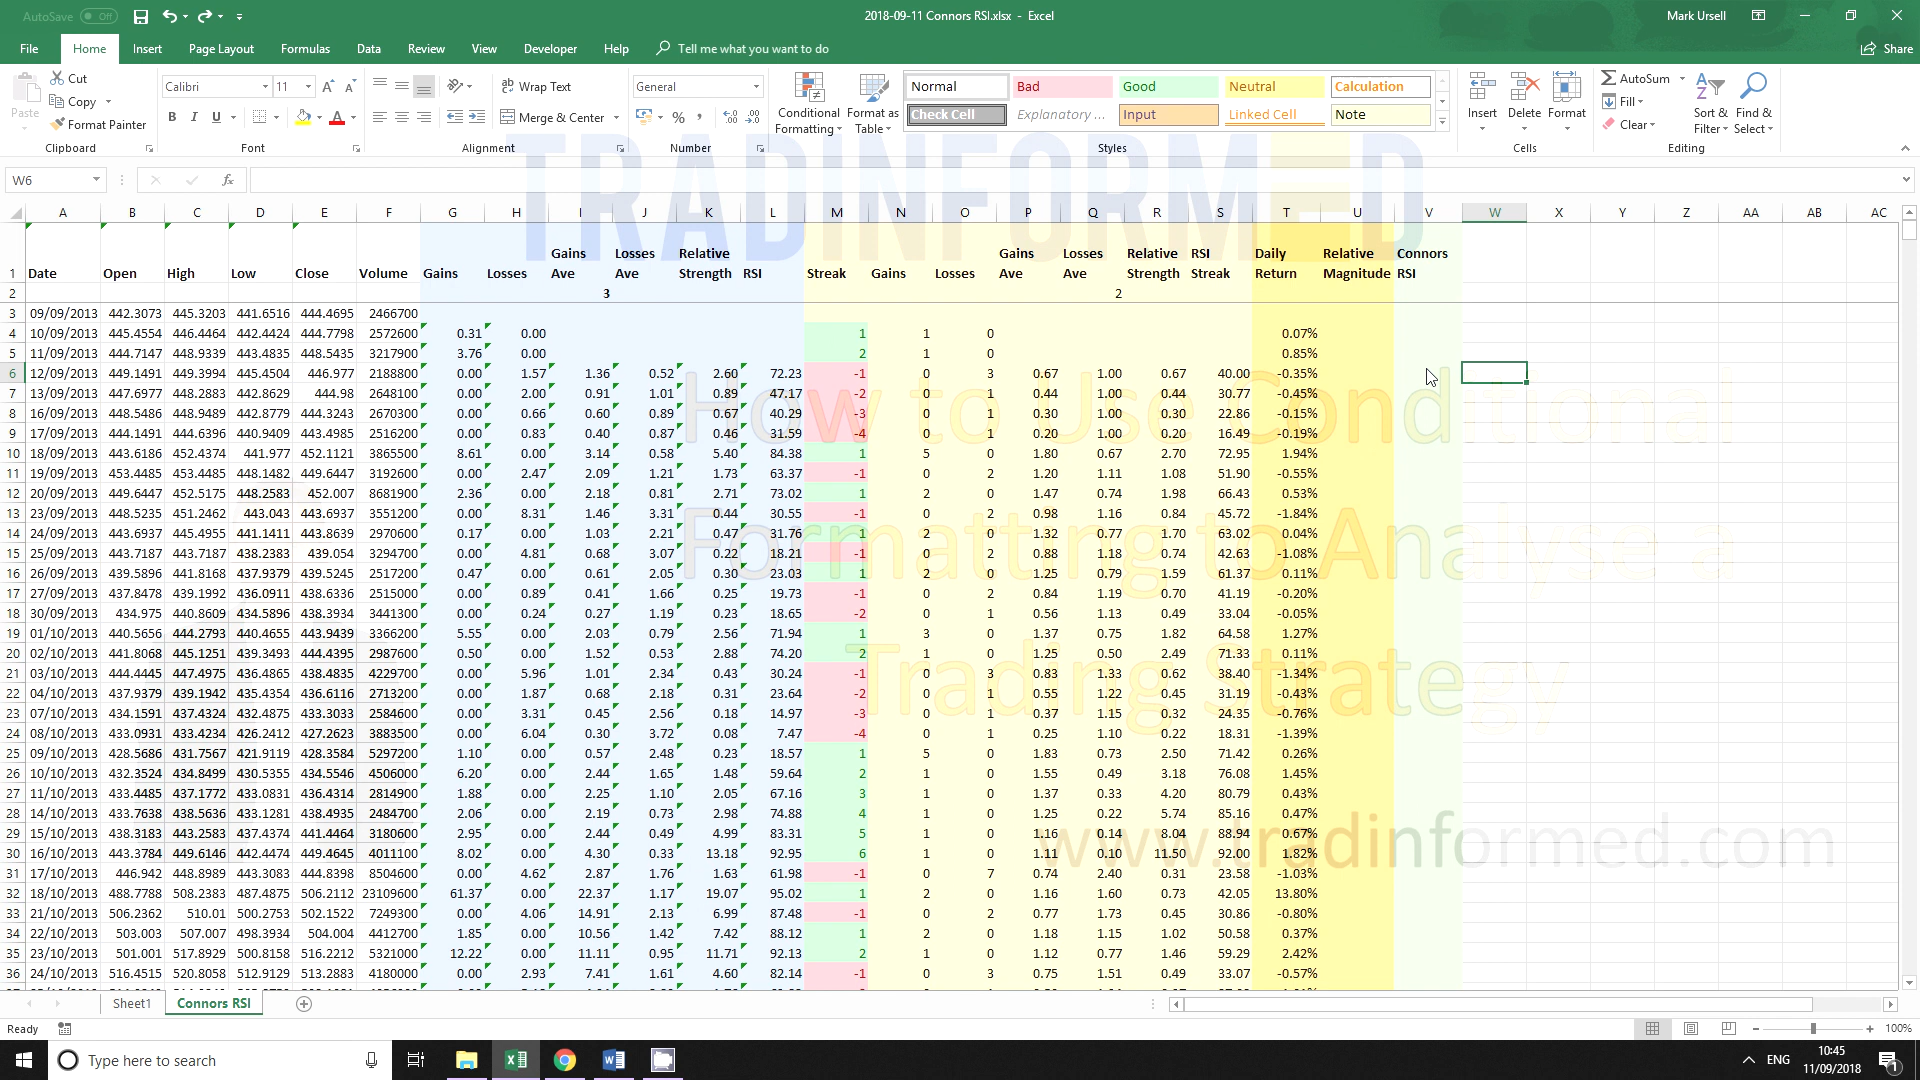 AutoSave Off
2018-09-11 Connors RSI.xlsx - Excel
Mark Ursell
File Home Insert Page Layout Formulas Data Review View Developer Help Tell me what you want to do Share
Cut
Copy
Format Painter
Paste
Clipboard
Calibri 11
B I U
Font
Wrap Text
Merge & Center
Alignment
General
Number
Conditional Formatting
Format as Table
Normal Bad Good Neutral Calculation
Check Cell Explanatory ... Input Linked Cell Note
Styles
Insert Delete Format
Cells
AutoSum
Fill
Clear
Sort & Filter
Find & Select
Editing
TRADINFORMED
W6
A B C D E F G H I J K L M N O P Q R S T U V W X Y Z AA AB AC
1 Date Open High Low Close Volume Gains Losses Gains Ave Losses Ave Relative Strength RSI Streak Gains Losses Gains Ave Losses Ave Relative Strength RSI Streak Daily Return Relative Magnitude Connors RSI
2 3 2
3 09/09/2013 442.3073 445.3203 441.6516 444.4695 2466700
4 10/09/2013 445.4554 446.4464 442.4424 444.7798 2572600 0.31 0.00 1 1 0 0.07%
5 11/09/2013 444.7147 448.9339 443.4835 448.5435 3217900 3.76 0.00 2 1 0 0.85%
6 12/09/2013 449.1491 449.3994 445.4504 446.977 2188800 0.00 1.57 1.36 0.52 2.60 72.23 -1 0 3 0.67 1.00 0.67 40.00 -0.35%
7 13/09/2013 447.6977 448.2883 442.8629 444.98 2648100 0.00 2.00 0.91 1.01 0.89 47.17 -2 0 1 0.44 1.00 0.44 30.77 -0.45%
8 16/09/2013 448.5486 448.9489 442.8779 444.3243 2670300 0.00 0.66 0.60 0.89 0.67 40.29 -3 0 1 0.30 1.00 0.30 22.86 -0.15%
9 17/09/2013 444.1491 444.6396 440.9409 443.4985 2516200 0.00 0.83 0.40 0.87 0.46 31.59 -4 0 1 0.20 1.00 0.20 16.49 -0.19%
10 18/09/2013 443.6186 452.4374 441.977 452.1121 3865500 8.61 0.00 3.14 0.58 5.40 84.38 1 5 0 1.80 0.67 2.70 72.95 1.94%
11 19/09/2013 453.4485 453.4485 448.1482 449.6447 3192600 0.00 2.47 2.09 1.21 1.73 63.37 -1 0 2 1.20 1.11 1.08 51.90 -0.55%
12 20/09/2013 449.6447 452.5175 448.2583 452.007 8681900 2.36 0.00 2.18 0.81 2.71 73.02 1 2 0 1.47 0.74 1.98 66.43 0.53%
13 23/09/2013 448.5235 451.2462 443.043 443.6937 3551200 0.00 8.31 1.46 3.31 0.44 30.55 -1 0 2 0.98 1.16 0.84 45.72 -1.84%
14 24/09/2013 443.6937 445.4955 441.1411 443.8639 2970600 0.17 0.00 1.03 2.21 0.47 31.76 1 2 0 1.32 0.77 1.70 63.02 0.04%
15 25/09/2013 443.7187 443.7187 438.2383 439.054 3294700 0.00 4.81 0.68 3.07 0.22 18.21 -1 0 2 0.88 1.18 0.74 42.63 -1.08%
16 26/09/2013 439.5896 441.8168 437.9379 439.5245 2517200 0.47 0.00 0.61 2.05 0.30 23.03 1 2 0 1.25 0.79 1.59 61.37 0.11%
17 27/09/2013 437.8478 439.1992 436.0911 438.6336 2515000 0.00 0.89 0.41 1.66 0.25 19.73 -1 0 2 0.84 1.19 0.70 41.19 -0.20%
18 30/09/2013 434.975 440.8609 434.5896 438.3934 3441300 0.00 0.24 0.27 1.19 0.23 18.65 -2 0 1 0.56 1.13 0.49 33.04 -0.05%
19 01/10/2013 440.5656 444.2793 440.4655 443.9439 3366200 5.55 0.00 2.03 0.79 2.56 71.94 1 3 0 1.37 0.75 1.82 64.58 1.27%
20 02/10/2013 441.8068 445.1251 439.3493 444.4395 2987600 0.50 0.00 1.52 0.53 2.88 74.20 2 1 0 1.25 0.50 2.49 71.33 0.11%
21 03/10/2013 444.4445 447.4975 436.4865 438.4835 4229700 0.00 5.96 1.01 2.34 0.43 30.24 -1 0 3 0.83 1.33 0.62 38.40 -1.34%
22 04/10/2013 437.9379 439.1942 435.4354 436.6116 2713200 0.00 1.87 0.68 2.18 0.31 23.64 -2 0 1 0.55 1.22 0.45 31.19 -0.43%
23 07/10/2013 434.1591 437.4324 432.4875 433.3033 2584600 0.00 3.31 0.45 2.56 0.18 14.97 -3 0 1 0.37 1.15 0.32 24.35 -0.76%
24 08/10/2013 433.0931 433.4234 426.2412 427.2623 3883500 0.00 6.04 0.30 3.72 0.08 7.47 -4 0 1 0.25 1.10 0.22 18.31 -1.39%
25 09/10/2013 428.5686 431.7567 421.9119 428.3584 5297200 1.10 0.00 0.57 2.48 0.23 18.57 1 5 0 1.83 0.73 2.50 71.42 0.26%
26 10/10/2013 432.3524 434.8499 430.5355 434.5546 4506000 6.20 0.00 2.44 1.65 1.48 59.64 2 1 0 1.55 0.49 3.18 76.08 1.45%
27 11/10/2013 433.4485 437.1772 433.0831 436.4314 2814900 1.88 0.00 2.25 1.10 2.05 67.16 3 1 0 1.37 0.33 4.20 80.79 0.43%
28 14/10/2013 433.7638 438.5636 433.1281 438.4935 2484700 2.06 0.00 2.19 0.73 2.98 74.88 4 1 0 1.25 0.22 5.74 85.16 0.47%
29 15/10/2013 438.3183 443.2583 437.4374 441.4464 3180600 2.95 0.00 2.44 0.49 4.99 83.31 5 1 0 1.16 0.14 8.04 88.94 0.67%
30 16/10/2013 443.3784 449.6146 442.4474 449.4645 4011100 8.02 0.00 4.30 0.33 13.18 92.95 6 1 0 1.11 0.10 11.50 92.00 1.82%
31 17/10/2013 446.942 448.8989 443.3083 444.8398 8504600 0.00 4.62 2.87 1.76 1.63 61.98 -1 0 7 0.74 2.40 0.31 23.58 -1.03%
32 18/10/2013 488.7788 508.2383 487.4875 506.2112 23109600 61.37 0.00 22.37 1.17 19.07 95.02 1 2 0 1.16 1.60 0.73 42.05 13.80%
33 21/10/2013 506.2362 510.01 500.2753 502.1522 7249300 0.00 4.06 14.91 2.13 6.99 87.48 -1 0 2 0.77 1.73 0.45 30.86 -0.80%
34 22/10/2013 503.003 507.007 498.3934 504.004 4412700 1.85 0.00 10.56 1.42 7.42 88.12 1 2 0 1.18 1.15 1.02 50.58 0.37%
35 23/10/2013 501.001 517.8929 500.8158 516.2212 5321000 12.22 0.00 11.11 0.95 11.71 92.13 2 1 0 1.12 0.77 1.46 59.29 2.42%
36 24/10/2013 516.4515 520.8058 512.9129 513.2883 4180000 0.00 2.93 7.41 1.61 4.60 82.14 -1 0 3 0.75 1.51 0.49 33.07 -0.57%
How to Use Conditional
Formatting to Analyse a
Trading Strategy
www.tradinformed.com
Sheet1 Connors RSI
Ready
100%
Type here to search
ENG
10:45
11/09/2018
1